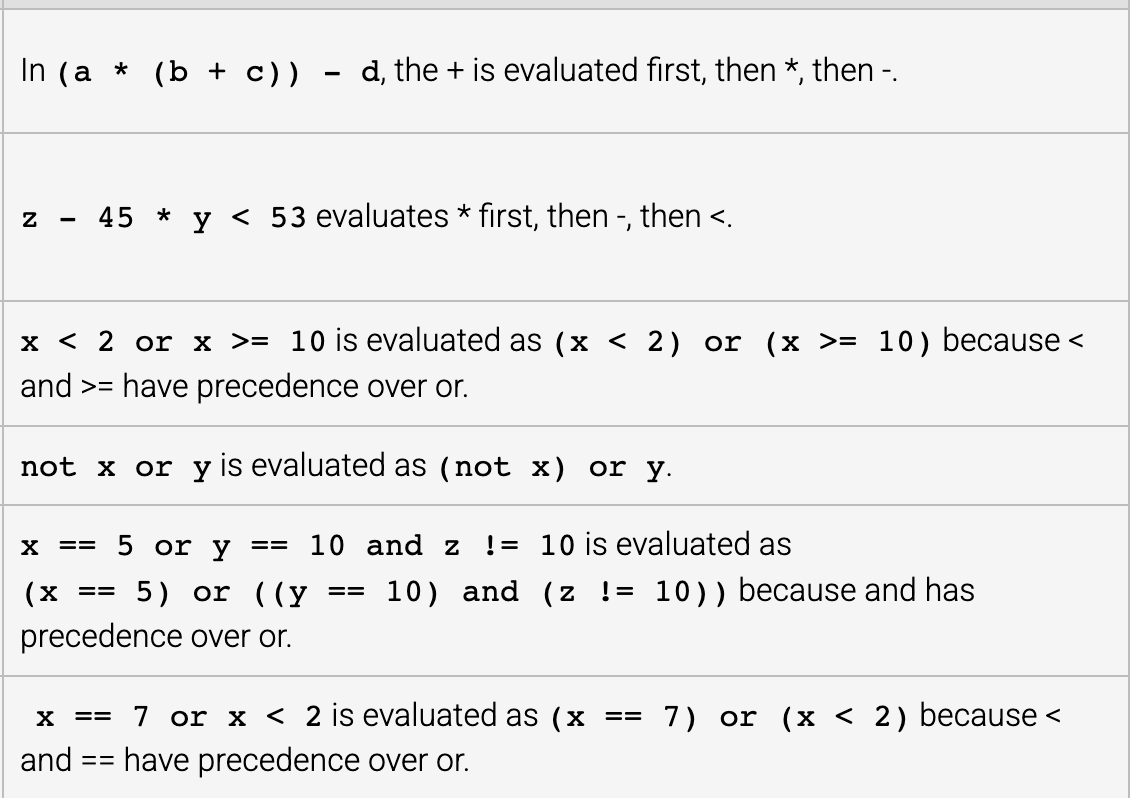 In (a * (b + c)) - d, the + is evaluated first, then *, then -.
z - 45 * y < 53 evaluates * first, then -, then <.
x < 2 or x >= 10 is evaluated as (x < 2) or (x >= 10) because <
and >= have precedence over or.
not x or y is evaluated as (not x) or y.
x == 5 or y == 10 and z != 10 is evaluated as
(x == 5) or ((y == 10) and (z != 10)) because and has
precedence over or.
x == 7 or x < 2 is evaluated as (x == 7) or (x < 2) because <
and == have precedence over or.